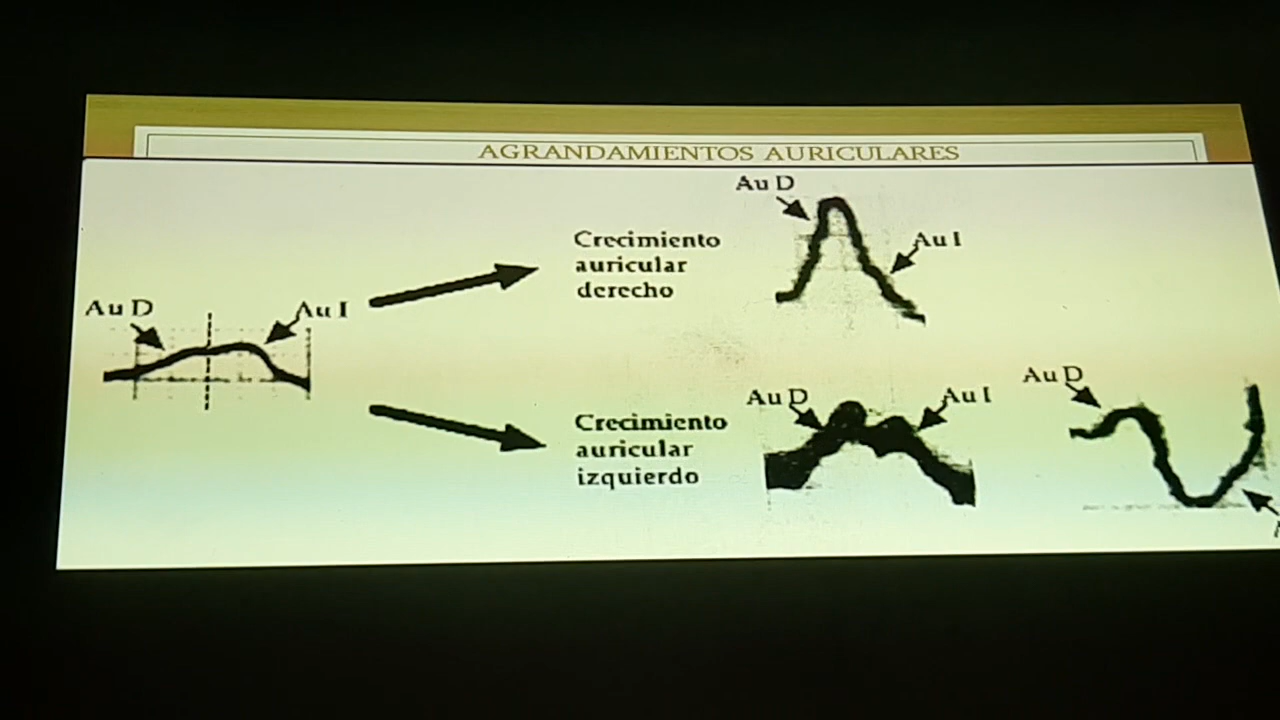 AGRANDAMIENTOS AURICULARES
Au D
Crecimiento
auricular
derecho
Au I
Au D
Au I
Crecimiento
auricular
izquierdo
Au D
Au I
Au D